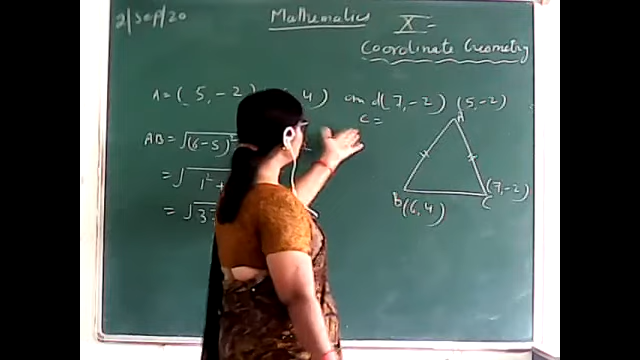 2/Sep/20
Mathematics X
Coordinate Geometry
A = (5, -2) 4) and (7, -2)
C =
(5, -2)
A
AB = √(6-5)²
= √1² +
= √37
B (6, 4)
C (7, -2)